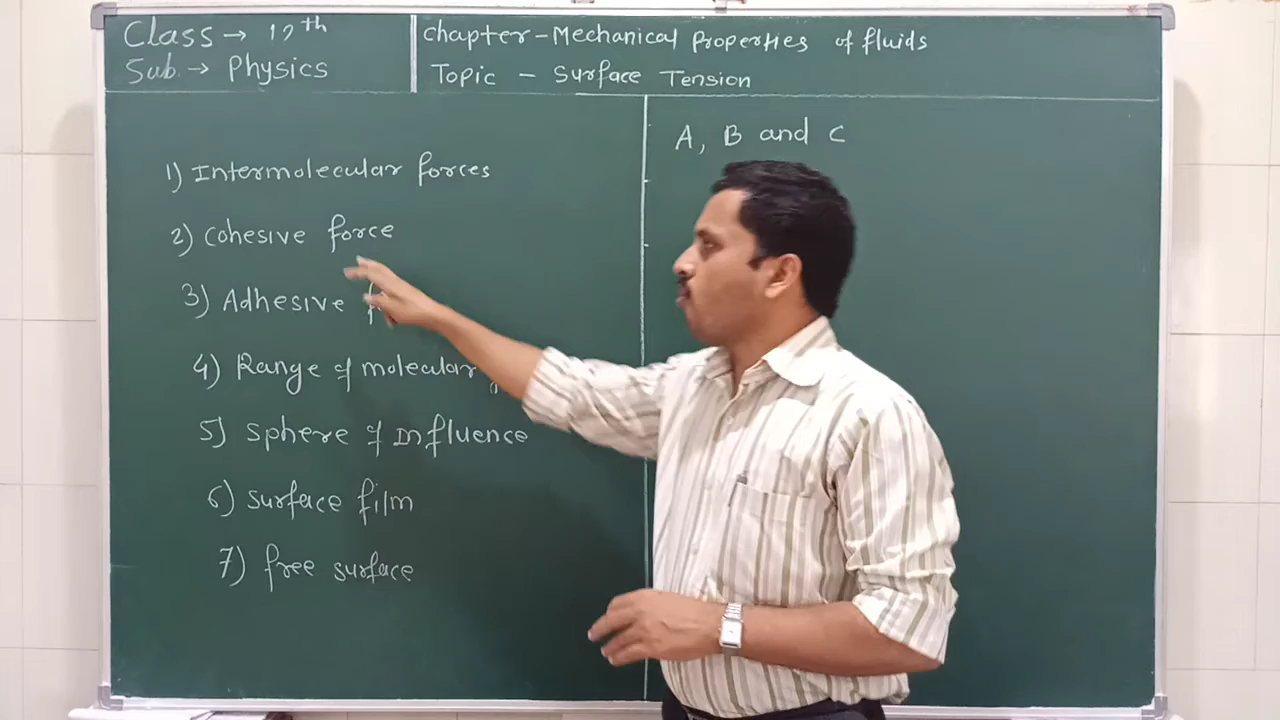 Class → 12th
Sub. → Physics
Chapter - Mechanical Properties of fluids
Topic - Surface Tension
1) Intermolecular forces
2) Cohesive force
3) Adhesive
4) Range of molecular
5) Sphere of Influence
6) Surface film
7) free surface
A, B and C